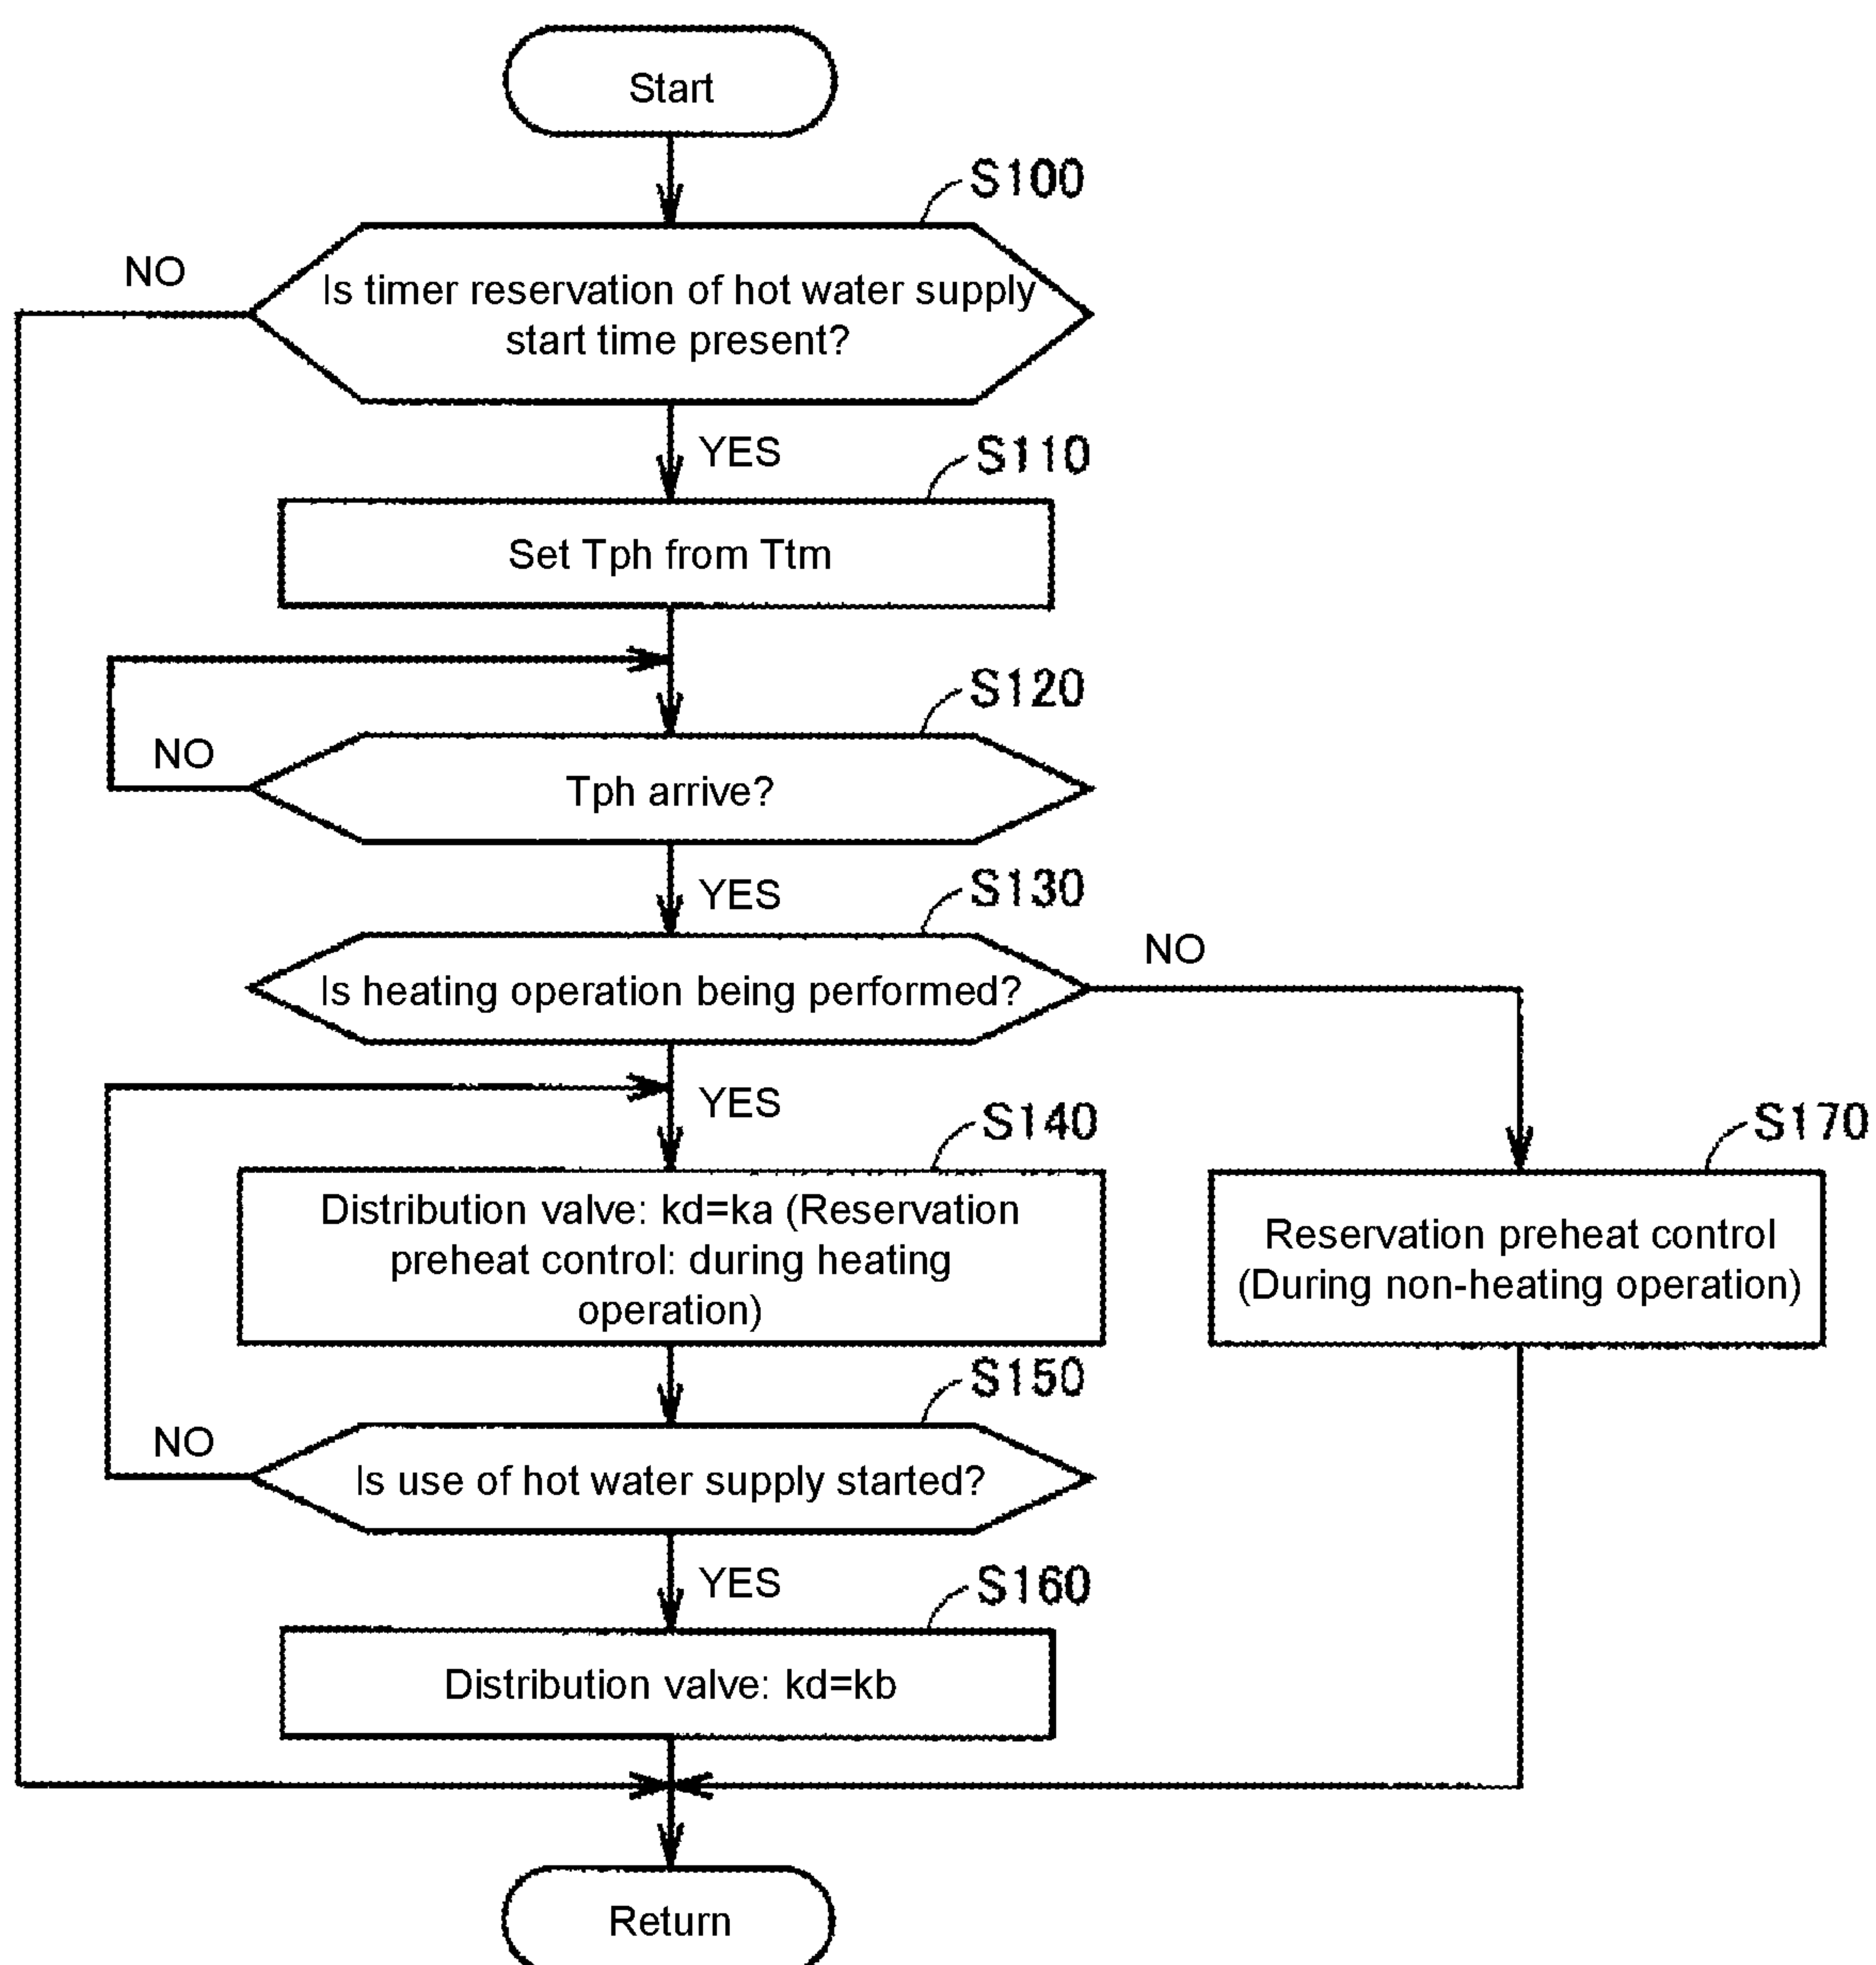 Start
S100
NO
Is timer reservation of hot water supply
start time present?
YES
S110
Set Tph from Ttm
S120
NO
Tph arrive?
YES
S130
NO
Is heating operation being performed?
YES
S140
S170
Distribution valve: kd=ka (Reservation
preheat control: during heating
operation)
Reservation preheat control
(During non-heating operation)
S150
NO
Is use of hot water supply started?
YES
S160
Distribution valve: kd=kb
Return